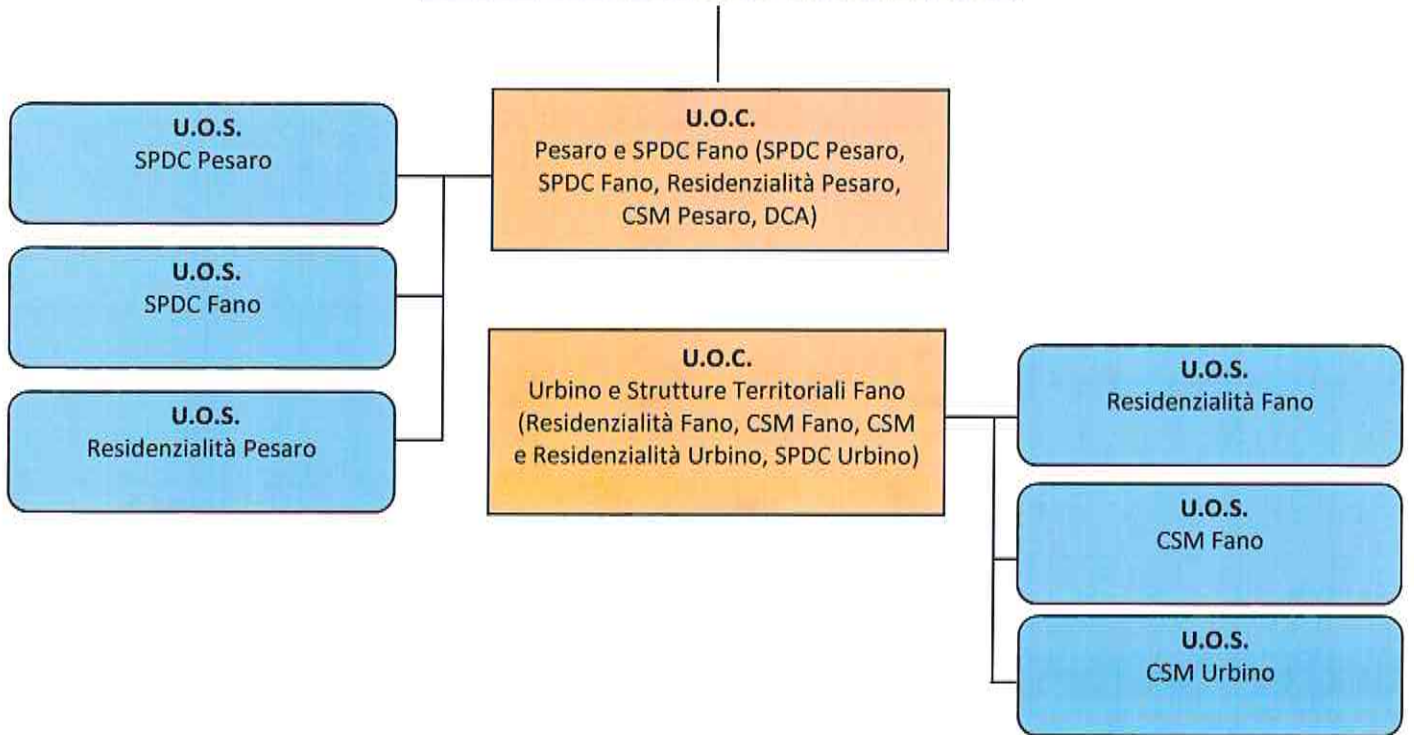 U.O.S.
SPDC Pesaro
U.O.C.
Pesaro e SPDC Fano (SPDC Pesaro,
SPDC Fano, Residenzialità Pesaro,
CSM Pesaro, DCA)
U.O.S.
SPDC Fano
U.O.S.
Residenzialità Pesaro
U.O.C.
Urbino e Strutture Territoriali Fano
(Residenzialità Fano, CSM Fano, CSM
e Residenzialità Urbino, SPDC Urbino)
U.O.S.
Residenzialità Fano
U.O.S.
CSM Fano
U.O.S.
CSM Urbino